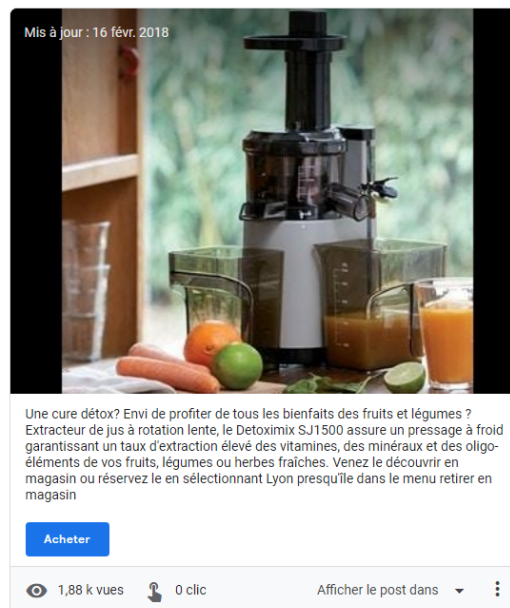 Mis à jour : 16 févr. 2018
Une cure détox? Envi de profiter de tous les bienfaits des fruits et légumes ?
Extracteur de jus à rotation lente, le Detoximix SJ1500 assure un pressage à froid
garantissant un taux d'extraction élevé des vitamines, des minéraux et des oligo-
éléments de vos fruits, légumes ou herbes fraîches. Venez le découvrir en
magasin ou réservez le en sélectionnant Lyon presqu'île dans le menu retirer en
magasin
Acheter
1,88 k vues 0 clic Afficher le post dans